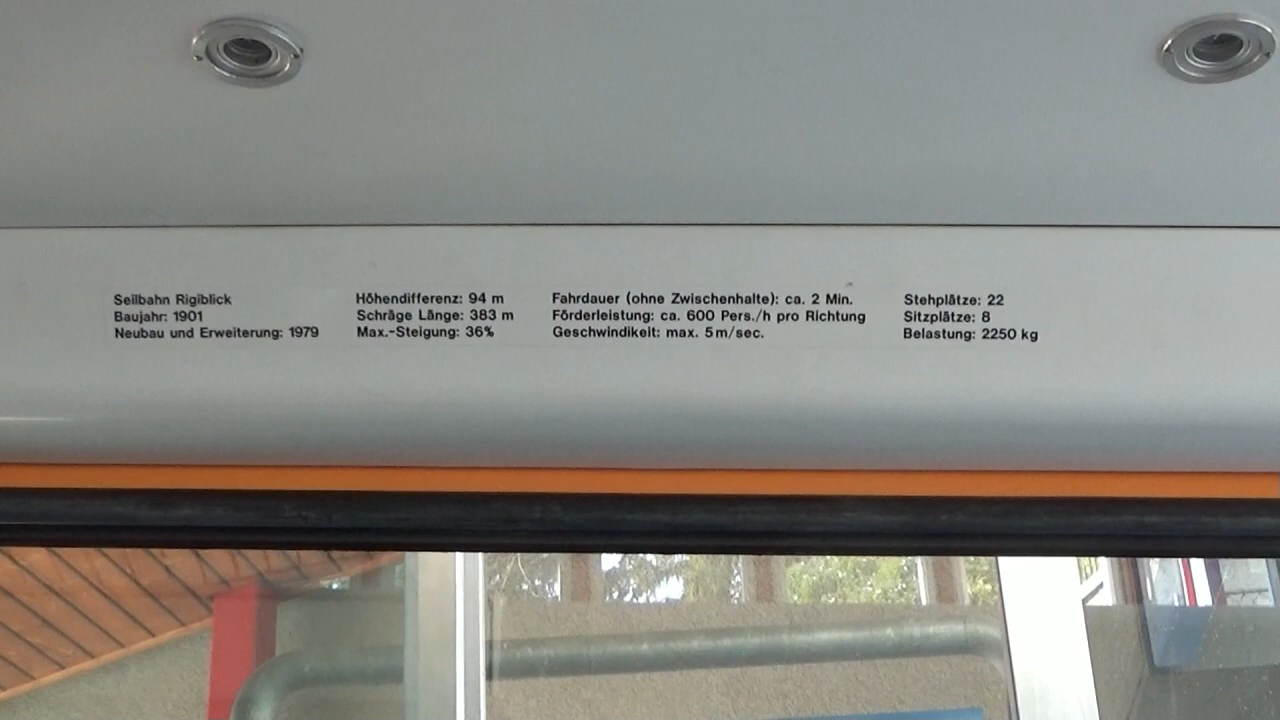 Seilbahn Rigiblick
Baujahr: 1901
Neubau und Erweiterung: 1979
Höhendifferenz: 94 m
Schräge Länge: 383 m
Max.-Steigung: 36%
Fahrdauer (ohne Zwischenhalte): ca. 2 Min.
Förderleistung: ca. 600 Pers./h pro Richtung
Geschwindikeit: max. 5m/sec.
Stehplätze: 22
Sitzplätze: 8
Belastung: 2250 kg